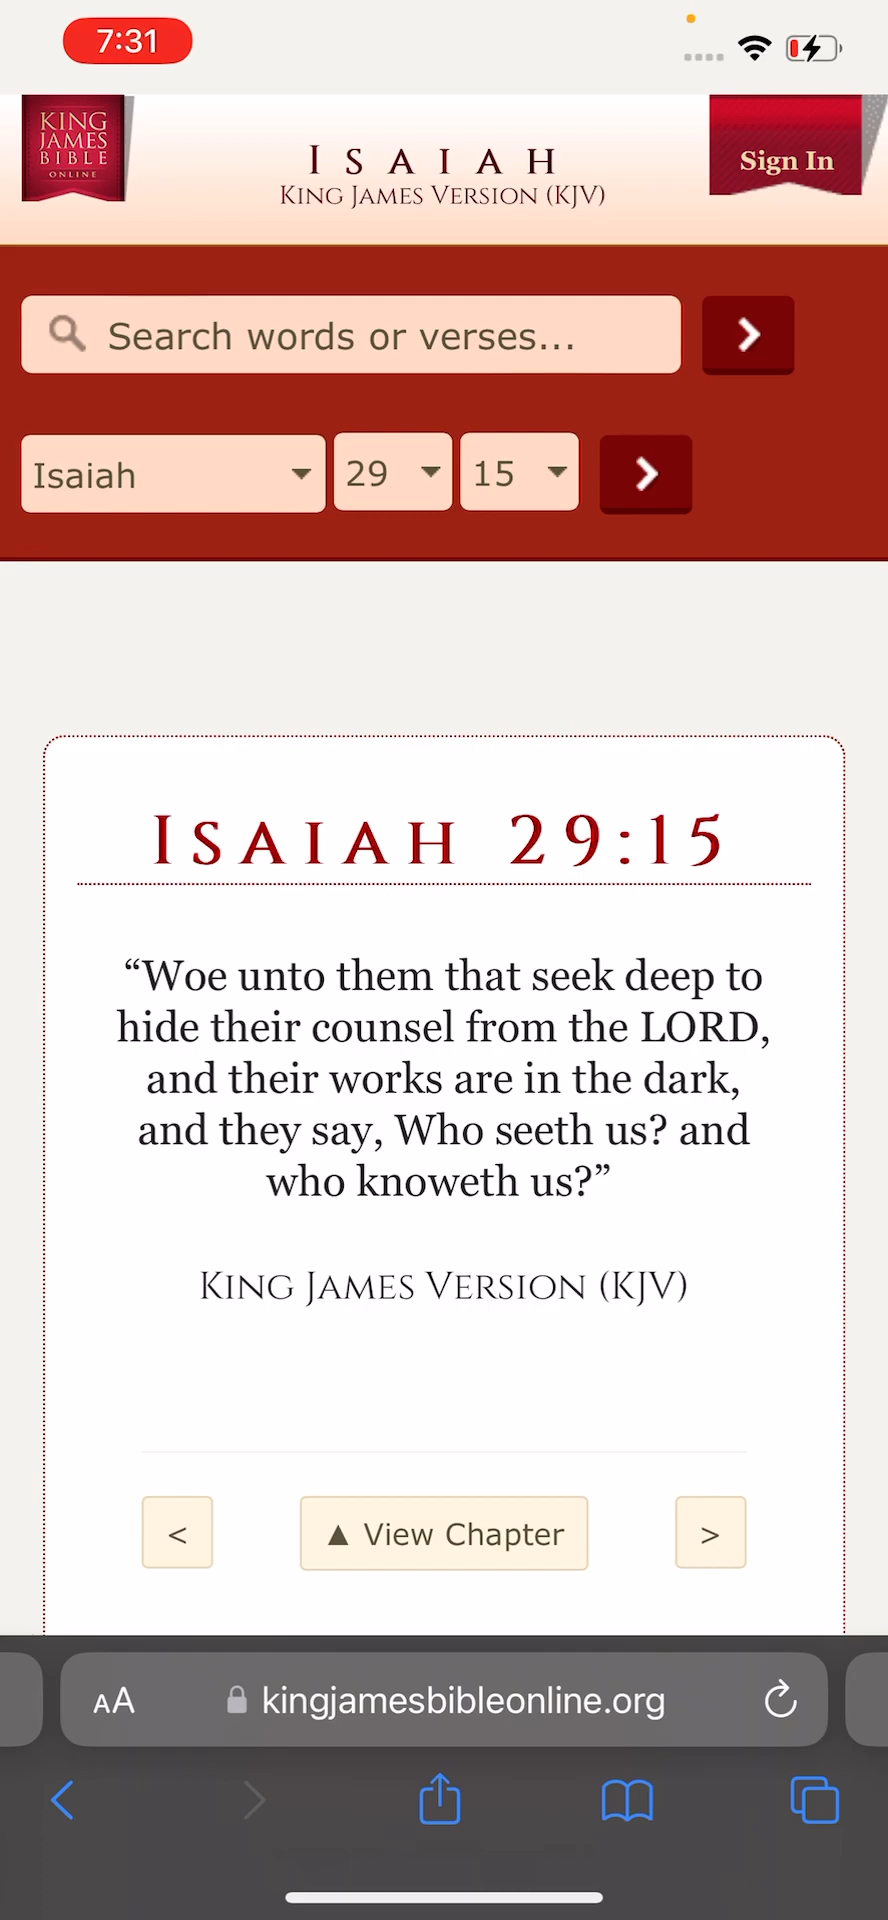 7:31
KING
JAMES
BIBLE
ONLINE
ISAIAH
KING JAMES VERSION (KJV)
Sign In
Search words or verses...
Isaiah 29 15
ISAIAH 29:15
“Woe unto them that seek deep to
hide their counsel from the LORD,
and their works are in the dark,
and they say, Who seeth us? and
who knoweth us?”
KING JAMES VERSION (KJV)
< ▲ View Chapter >
AA kingjamesbibleonline.org